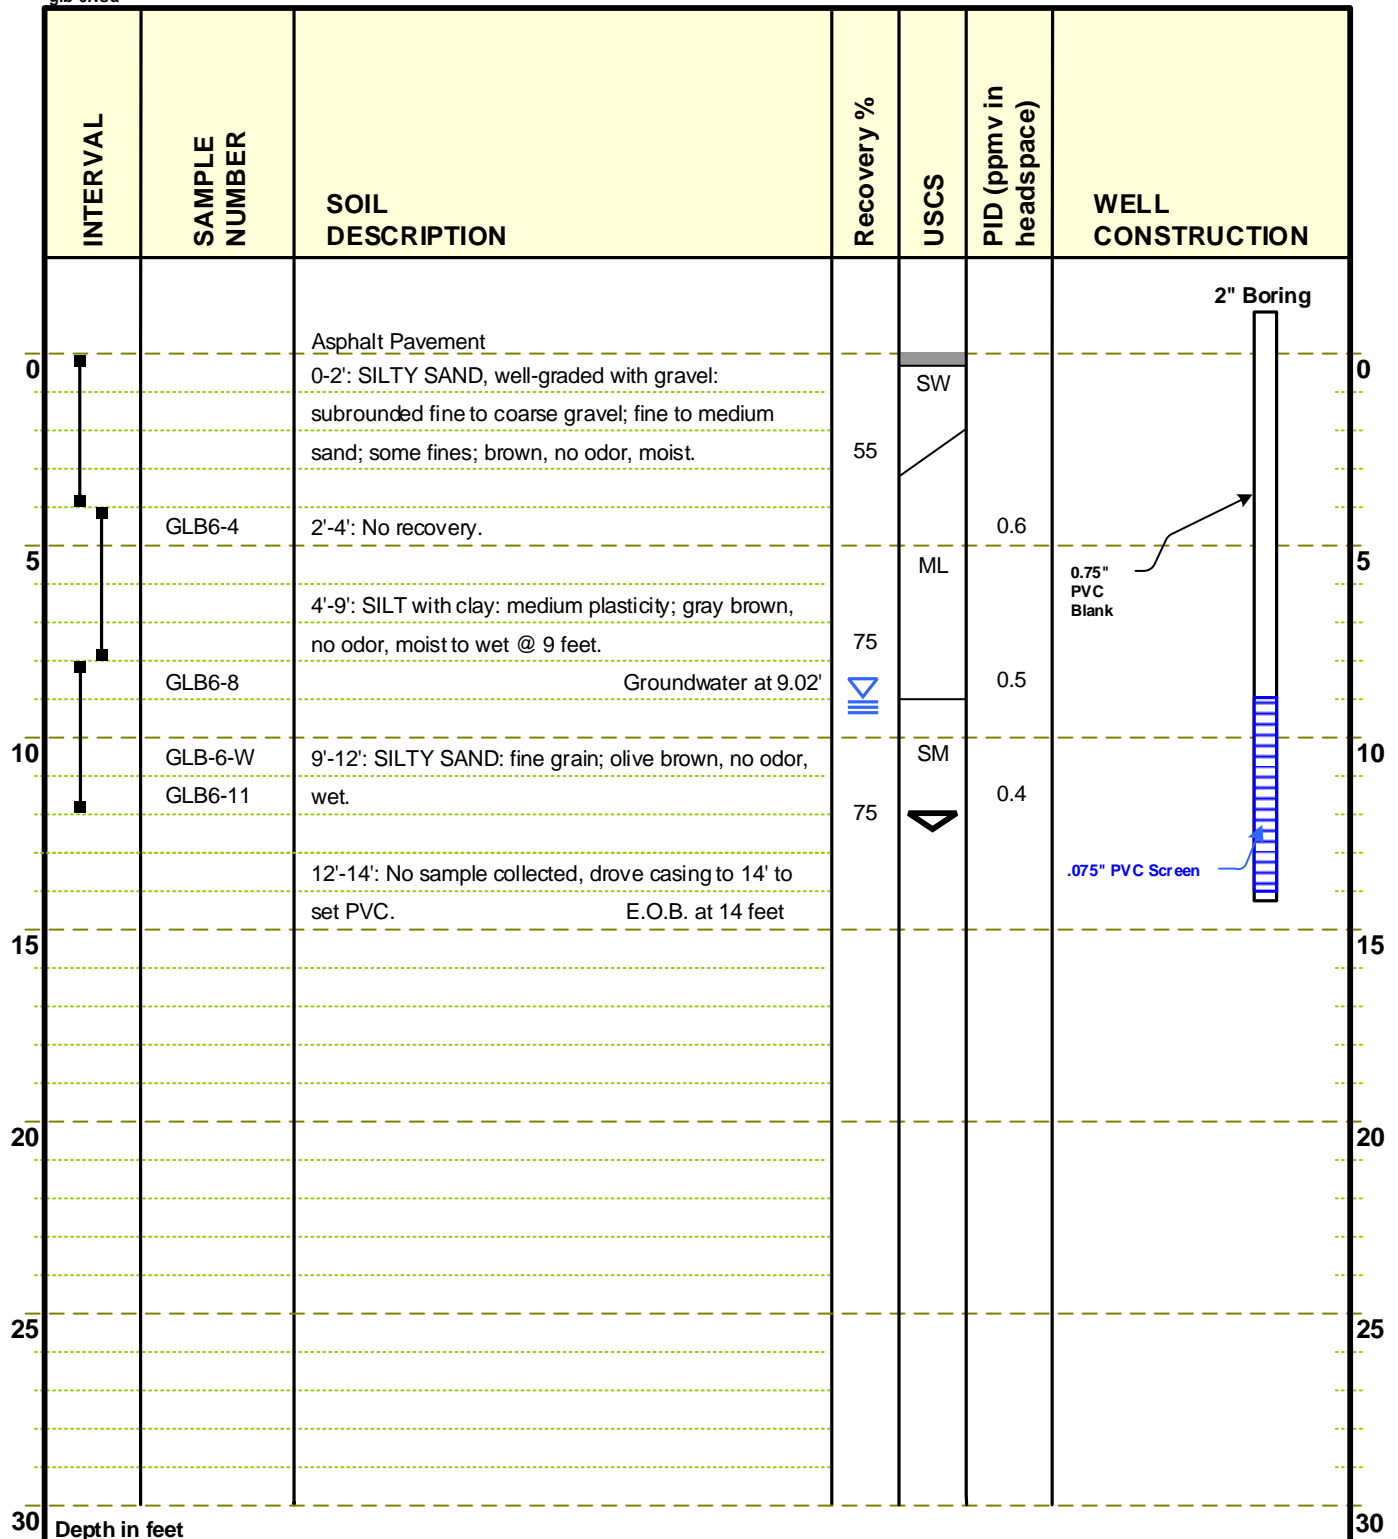 INTERVAL
SAMPLE
NUMBER
SOIL
DESCRIPTION
Recovery %
USCS
PID (ppmv in
headspace)
WELL
CONSTRUCTION
2" Boring
Asphalt Pavement
0
0-2': SILTY SAND, well-graded with gravel:
SW
0
subrounded fine to coarse gravel; fine to medium
sand; some fines; brown, no odor, moist.
55
GLB6-4
2'-4': No recovery.
0.6
5
ML
5
0.75"
PVC
Blank
4'-9': SILT with clay: medium plasticity; gray brown,
no odor, moist to wet @ 9 feet.
75
GLB6-8
Groundwater at 9.02'
0.5
10
GLB-6-W
9'-12': SILTY SAND: fine grain; olive brown, no odor,
SM
10
GLB6-11
wet.
0.4
75
12'-14': No sample collected, drove casing to 14' to
.075" PVC Screen
set PVC.
E.O.B. at 14 feet
15
15
20
20
25
25
30
Depth in feet
30